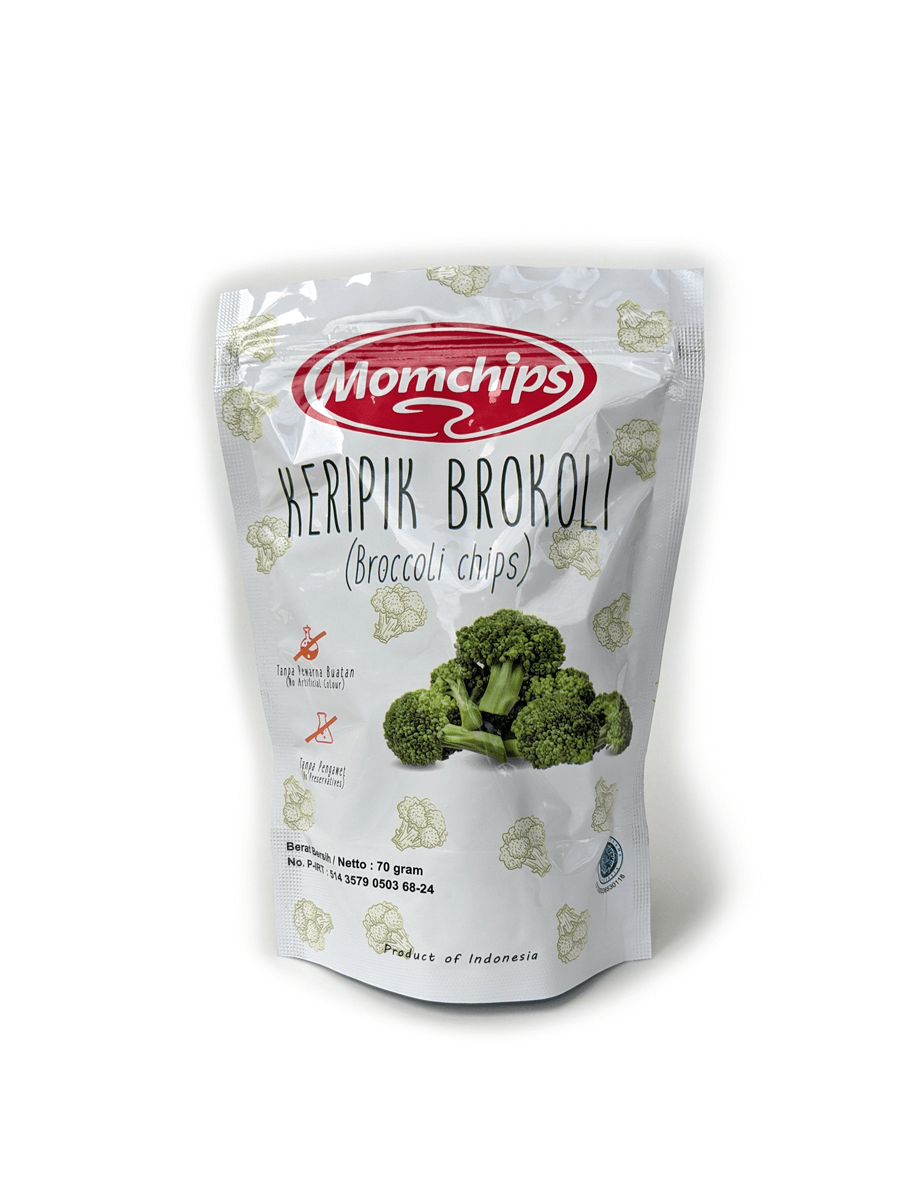 Momchips
KERIPIK BROKOLI
(Broccoli chips)
Tanpa Pewarna Buatan
(No Artificial Colour)
Tanpa Pengawet
(No Preservatives)
Berat Bersih / Netto : 70 gram
No. P-IRT : 514 3579 0503 68-24
Product of Indonesia